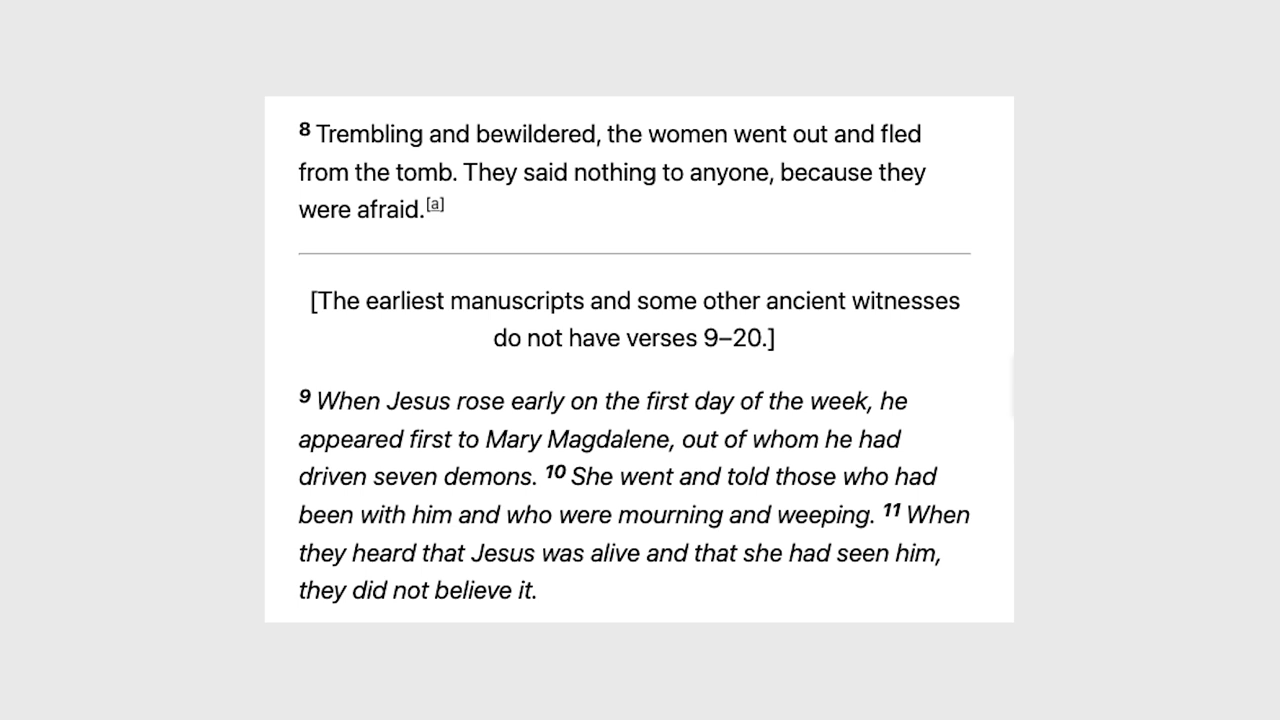 8 Trembling and bewildered, the women went out and fled
from the tomb. They said nothing to anyone, because they
were afraid.[a]
[The earliest manuscripts and some other ancient witnesses
do not have verses 9–20.]
9 When Jesus rose early on the first day of the week, he
appeared first to Mary Magdalene, out of whom he had
driven seven demons. 10 She went and told those who had
been with him and who were mourning and weeping. 11 When
they heard that Jesus was alive and that she had seen him,
they did not believe it.